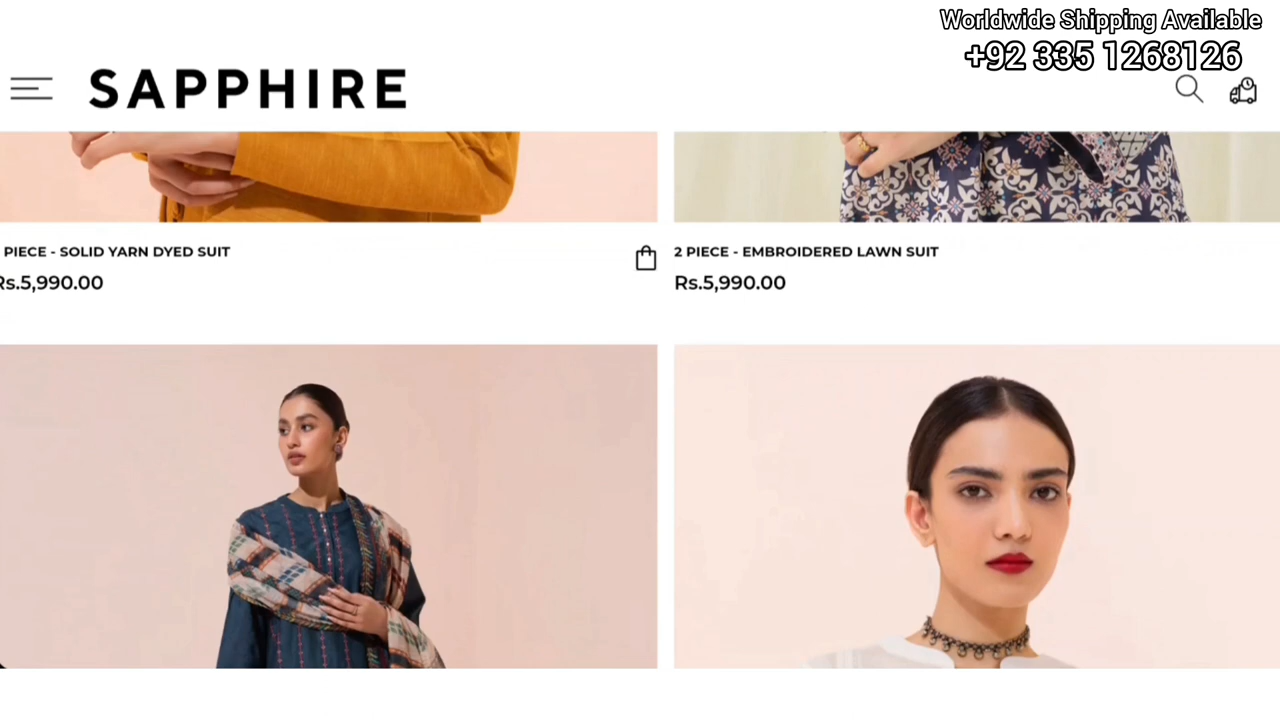 Worldwide Shipping Available
+92 335 1268126
SAPPHIRE
PIECE - SOLID YARN DYED SUIT
Rs.5,990.00
2 PIECE - EMBROIDERED LAWN SUIT
Rs.5,990.00